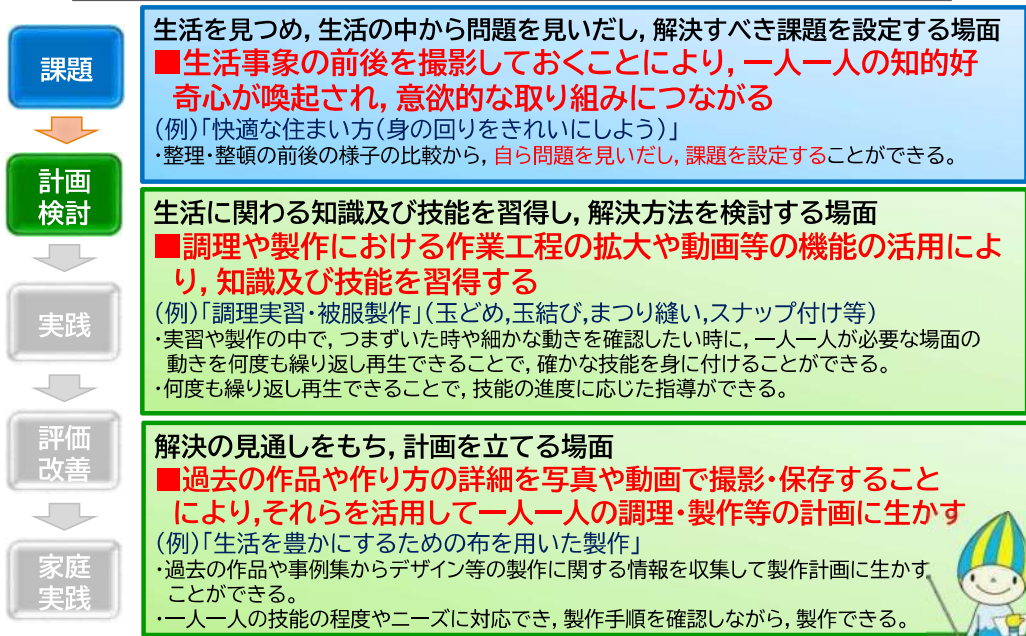 課題
計画
検討
実践
評価
改善
家庭
実践
生活を見つめ，生活の中から問題を見いだし，解決すべき課題を設定する場面
■生活事象の前後を撮影しておくことにより，一人一人の知的好
奇心が喚起され，意欲的な取り組みにつながる
(例)「快適な住まい方(身の回りをきれいにしよう)」
・整理・整頓の前後の様子の比較から，自ら問題を見いだし，課題を設定することができる。
生活に関わる知識及び技能を習得し，解決方法を検討する場面
■調理や製作における作業工程の拡大や動画等の機能の活用によ
り，知識及び技能を習得する
(例)「調理実習・被服製作」(玉どめ,玉結び,まつり縫い,スナップ付け等)
・実習や製作の中で，つまずいた時や細かな動きを確認したい時に，一人一人が必要な場面の
動きを何度も繰り返し再生できることで，確かな技能を身に付けることができる。
・何度も繰り返し再生できることで，技能の進度に応じた指導ができる。
解決の見通しをもち，計画を立てる場面
■過去の作品や作り方の詳細を写真や動画で撮影・保存すること
により,それらを活用して一人一人の調理・製作等の計画に生かす
(例)「生活を豊かにするための布を用いた製作」
・過去の作品や事例集からデザイン等の製作に関する情報を収集して製作計画に生かす
ことができる。
・一人一人の技能の程度やニーズに対応でき，製作手順を確認しながら，製作できる。